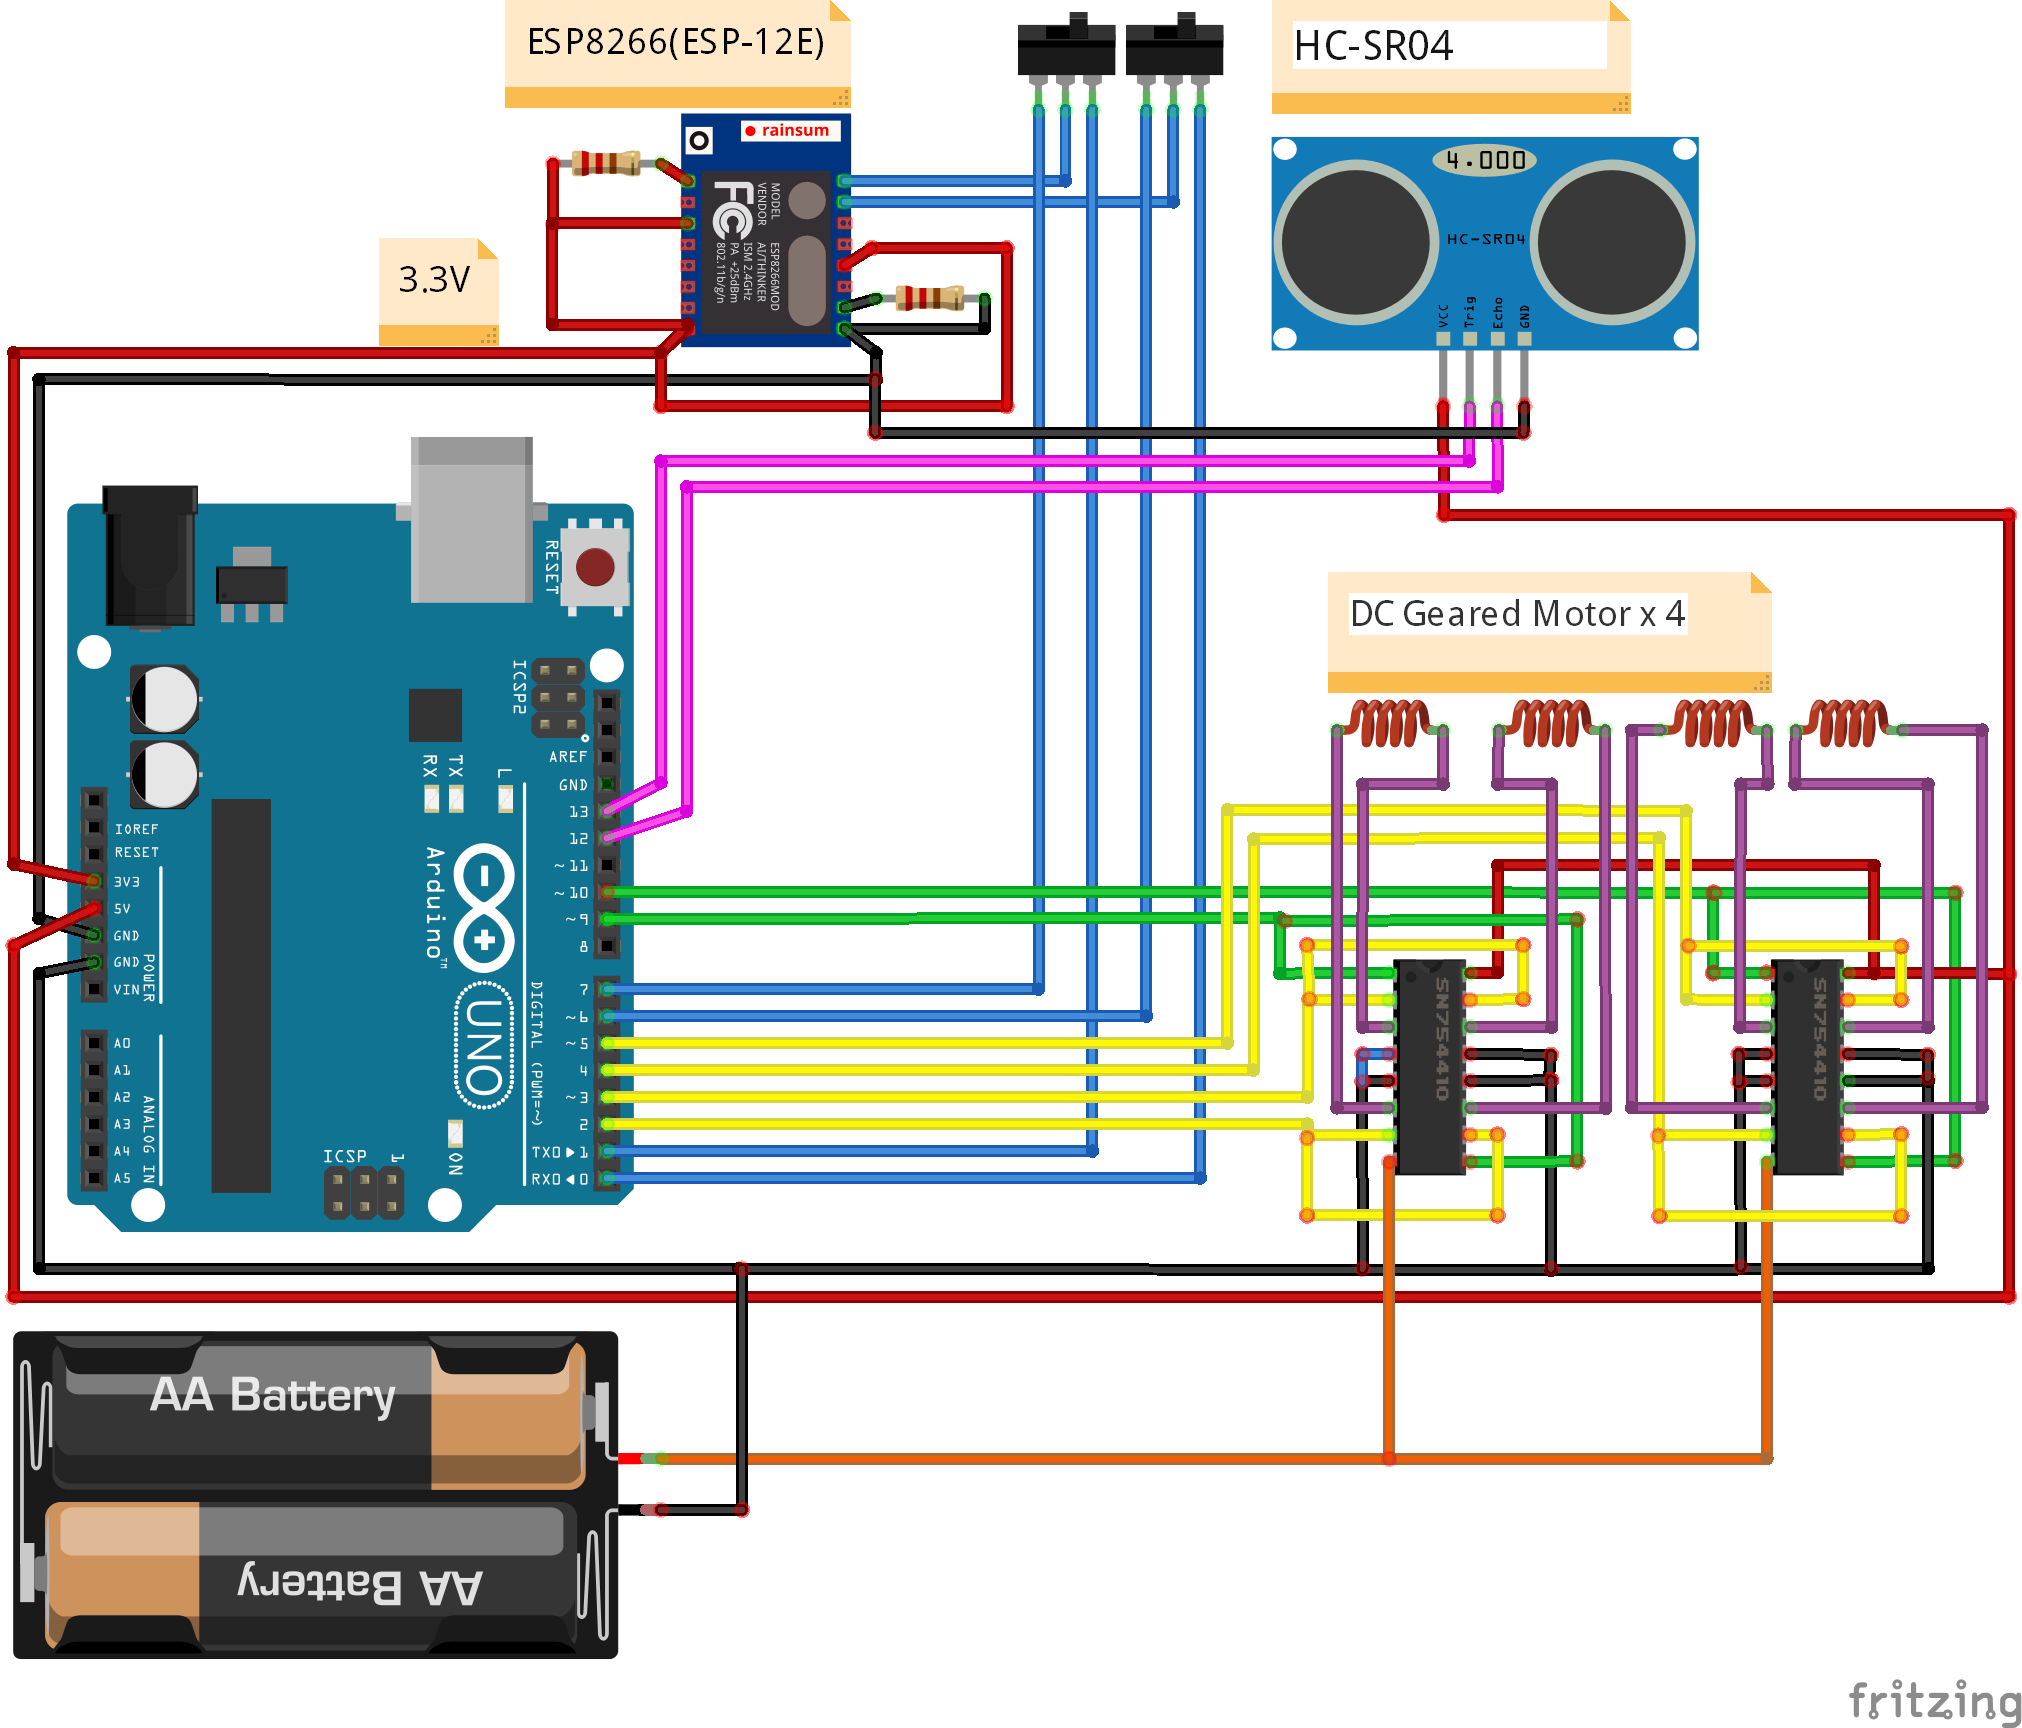 ESP8266(ESP-12E)
HC-SR04
rainsum
MODEL
VENDOR
ESP8266MOD
AI/THINKER
ISM 2.4GHz
PA +25dBm
802.11b/g/n
FC
4.000
HC-SR04
VCC
Trig
Echo
GND
3.3V
DC Geared Motor x 4
RESET
ICSP2
AREF
GND
13
12
~11
~10
~9
8
7
~6
~5
4
~3
2
TX0▶1
RX0◀0
DIGITAL (PWM=~)
RX
TX
L
Arduino™
UNO
IOREF
RESET
3V3
5V
GND
GND
VIN
POWER
A0
A1
A2
A3
A4
A5
ANALOG IN
ICSP
1
ON
SN754410
SN754410
AA Battery
AA Battery
fritzing